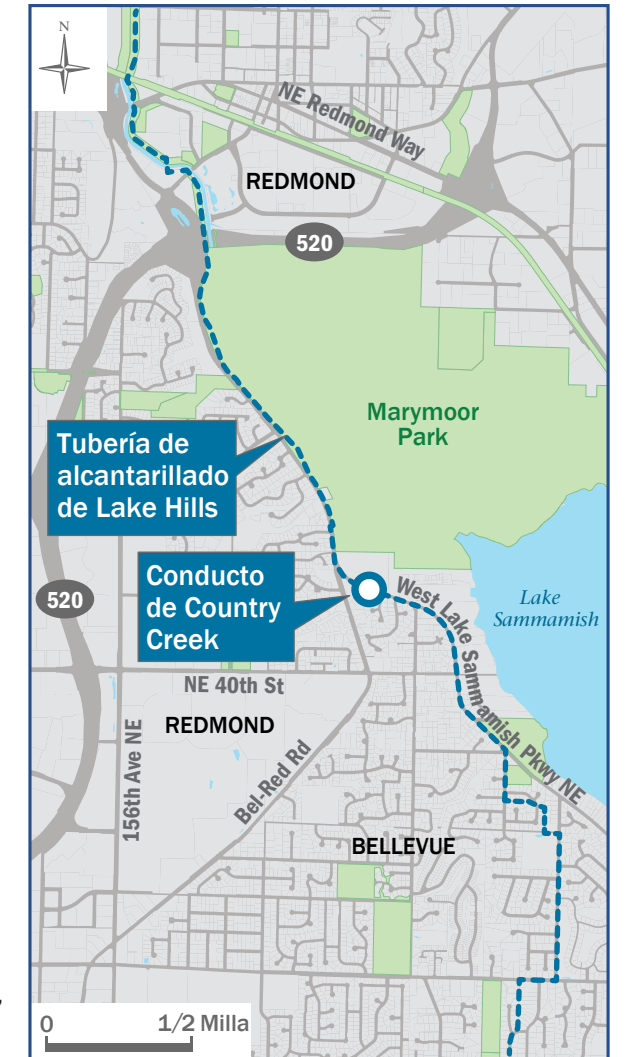 N
NE Redmond Way
REDMOND
520
Marymoor
Park
Tubería de
alcantarillado
de Lake Hills
Conducto
de Country
Creek
520
West Lake Sammamish Pkwy NE
Lake
Sammamish
NE 40th St
REDMOND
156th Ave NE
Bel-Red Rd
BELLEVUE
0 1/2 Milla